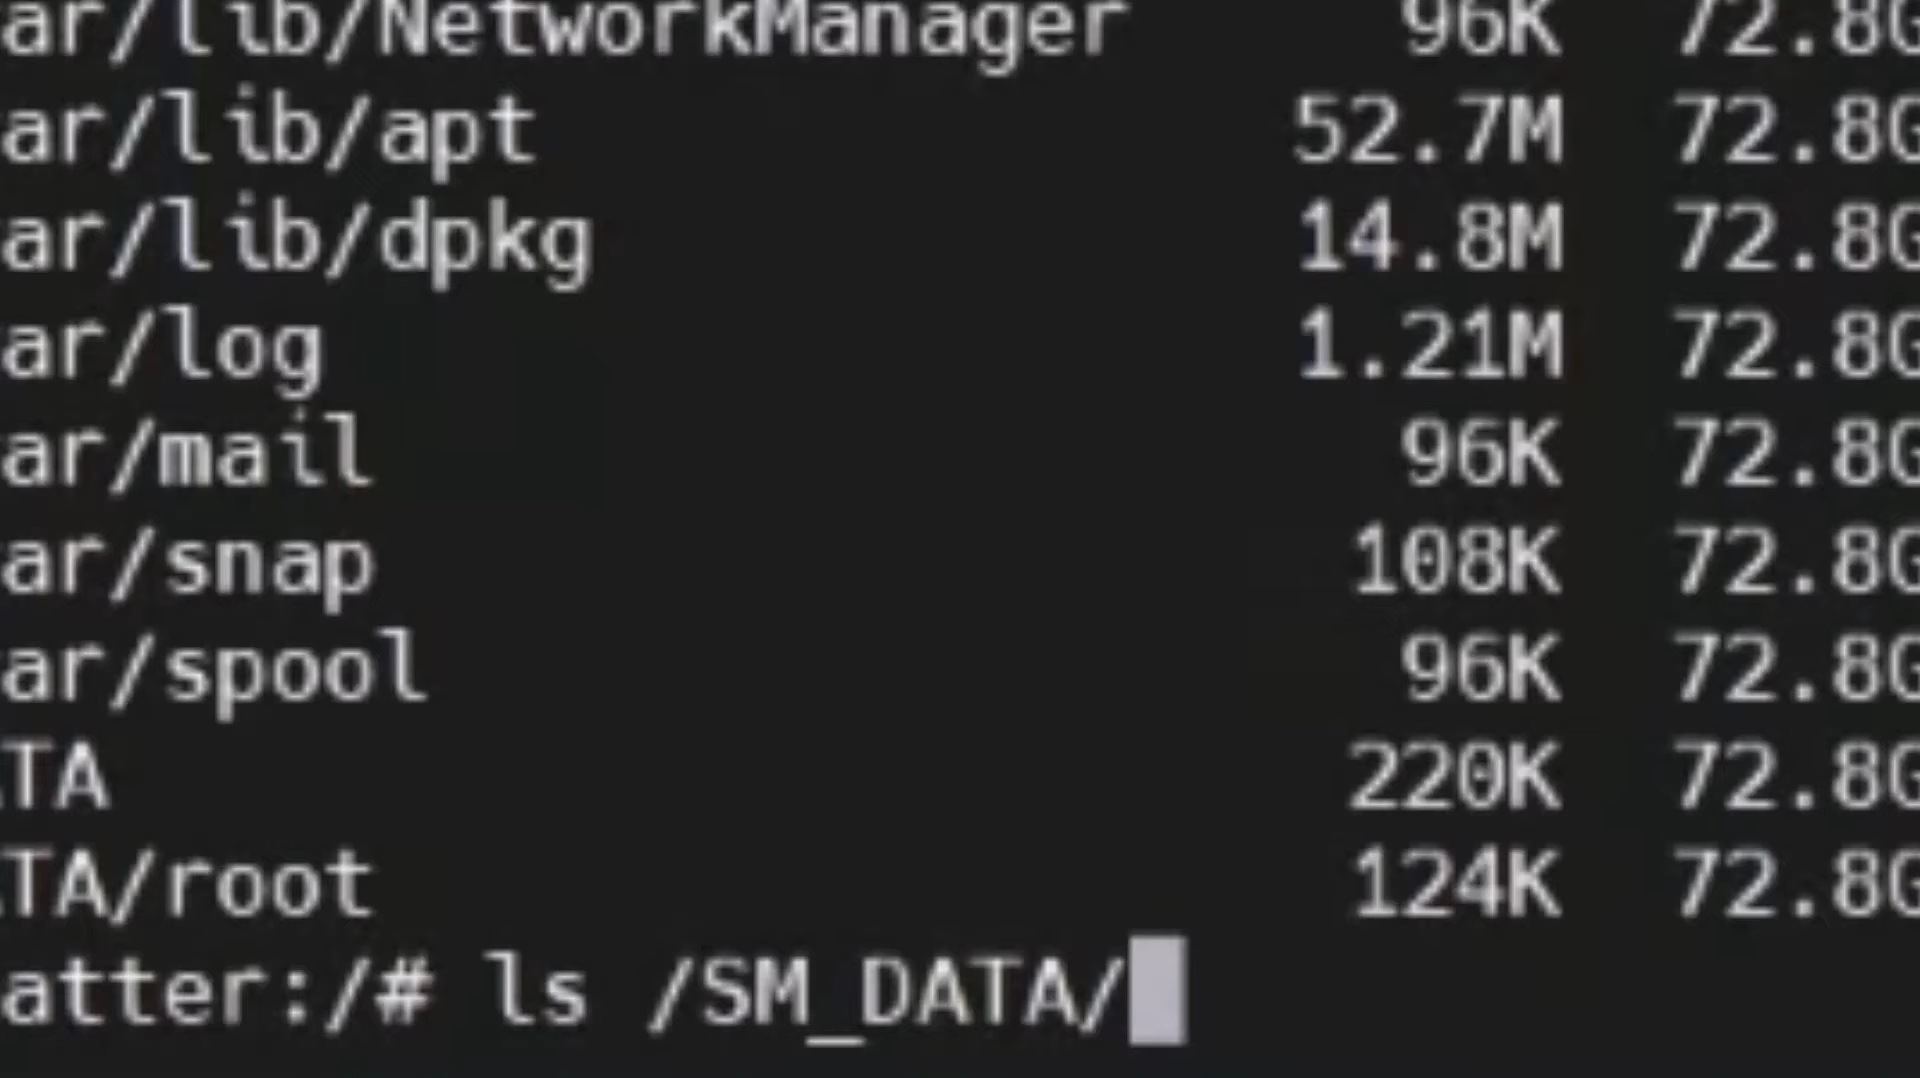 ar/lib/NetworkManager 96K 72.8G
ar/lib/apt 52.7M 72.8G
ar/lib/dpkg 14.8M 72.8G
ar/log 1.21M 72.8G
ar/mail 96K 72.8G
ar/snap 108K 72.8G
ar/spool 96K 72.8G
ATA 220K 72.8G
ATA/root 124K 72.8G
atter:/# ls /SM_DATA/